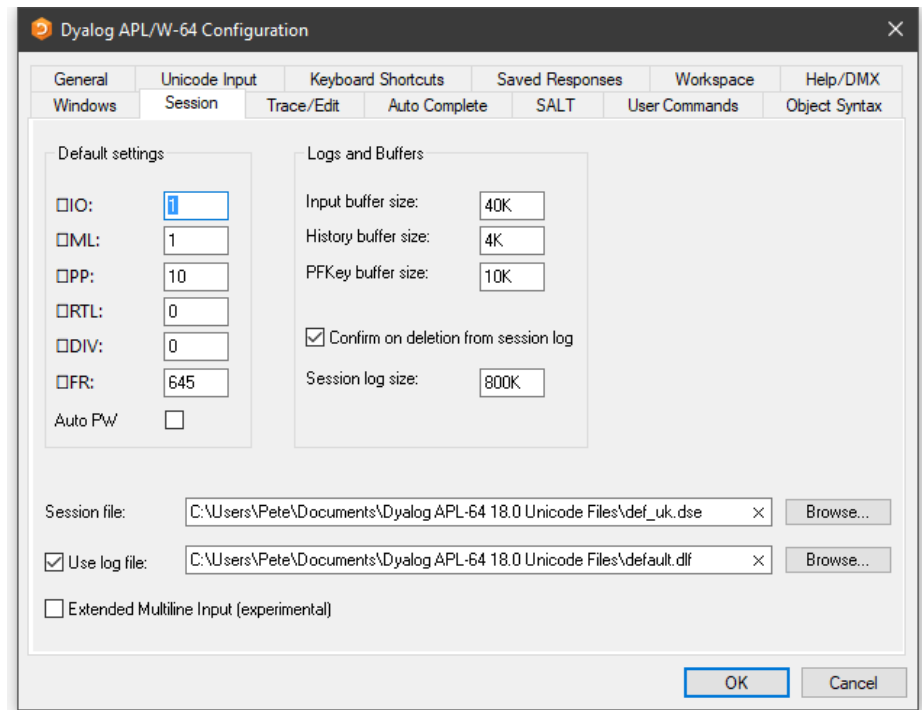 Dyalog APL/W-64 Configuration
General Unicode Input Keyboard Shortcuts Saved Responses Workspace Help/DMX
Windows Session Trace/Edit Auto Complete SALT User Commands Object Syntax
Default settings
⎕IO: 1
⎕ML: 1
⎕PP: 10
⎕RTL: 0
⎕DIV: 0
⎕FR: 645
Auto PW
Logs and Buffers
Input buffer size: 40K
History buffer size: 4K
PFKey buffer size: 10K
Confirm on deletion from session log
Session log size: 800K
Session file: C:\Users\Pete\Documents\Dyalog APL-64 18.0 Unicode Files\def_uk.dse Browse...
Use log file: C:\Users\Pete\Documents\Dyalog APL-64 18.0 Unicode Files\default.dlf Browse...
Extended Multiline Input (experimental)
OK Cancel